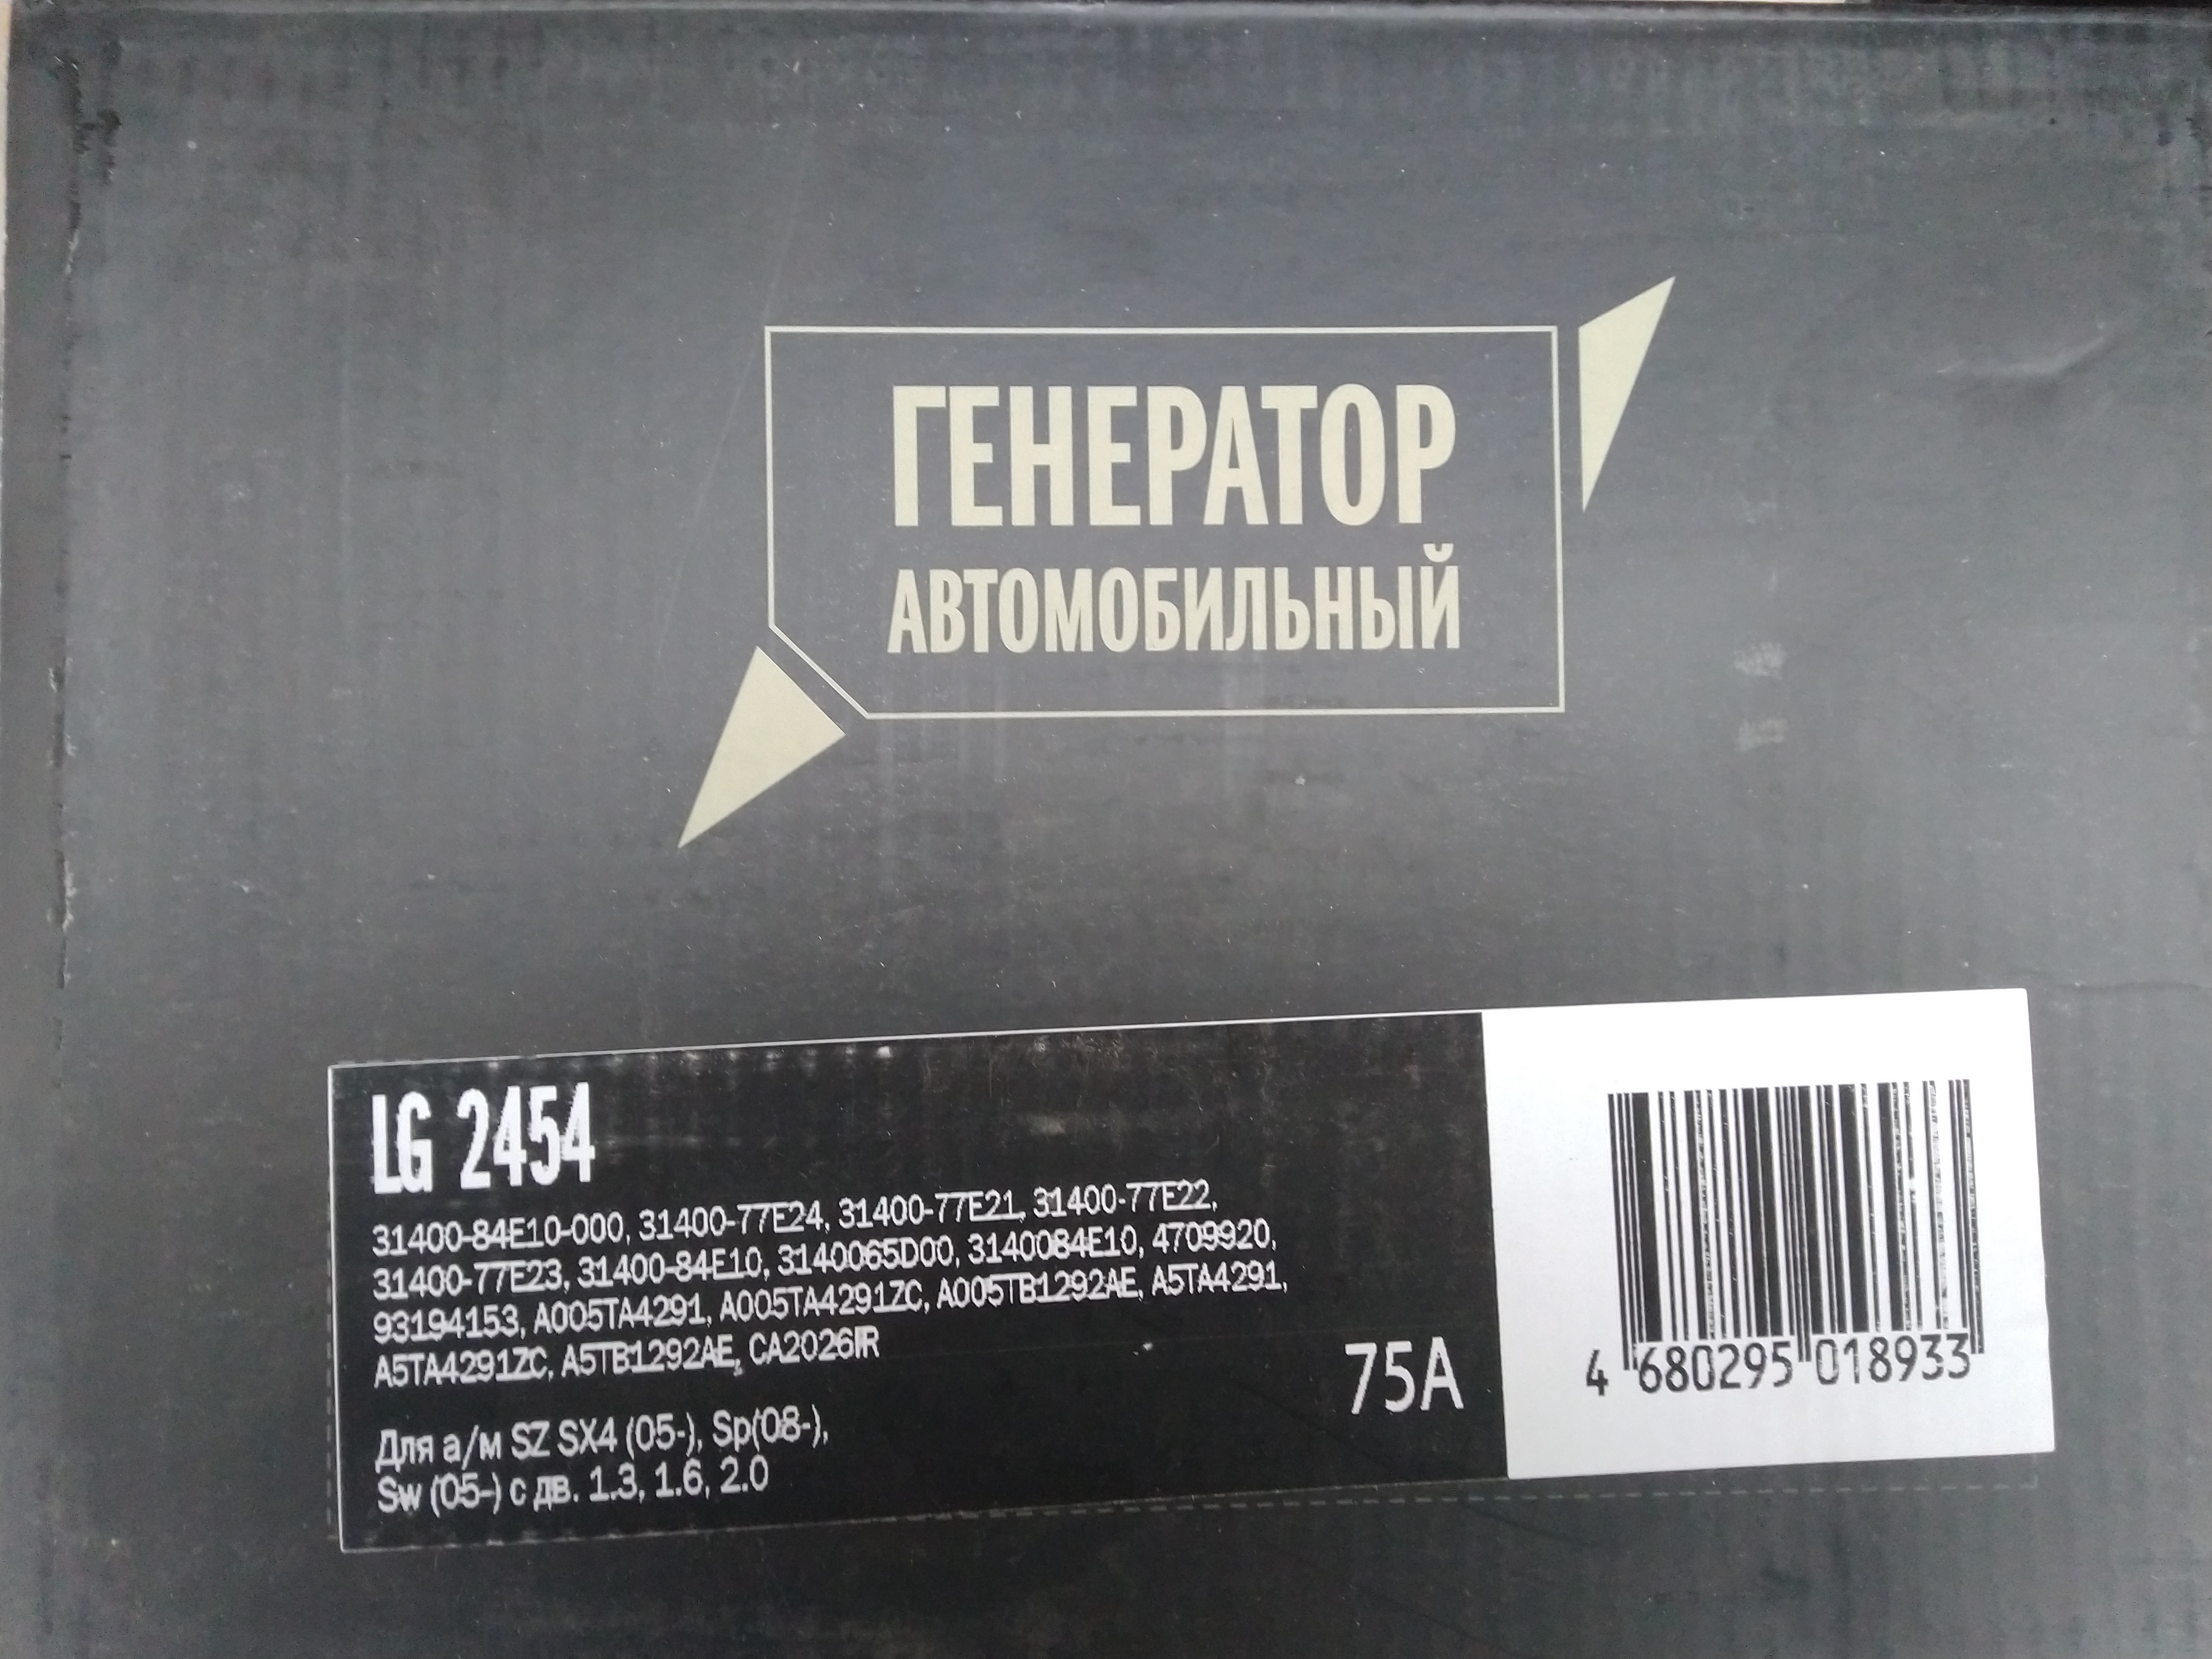 ГЕНЕРАТОР
АВТОМОБИЛЬНЫЙ
LG 2454
31400-84E10-000, 31400-77E24, 31400-77E21, 31400-77E22,
31400-77E23, 31400-84E10, 3140065D00, 3140084E10, 4709920,
93194153, A005TA4291, A005TA4291ZC, A005TB1292AE, A5TA4291,
A5TA4291ZC, A5TB1292AE, CA2026IR
75A
Для а/м SZ SX4 (05-), Sp(08-),
Sw (05-) с дв. 1.3, 1.6, 2.0
4 680295 018933